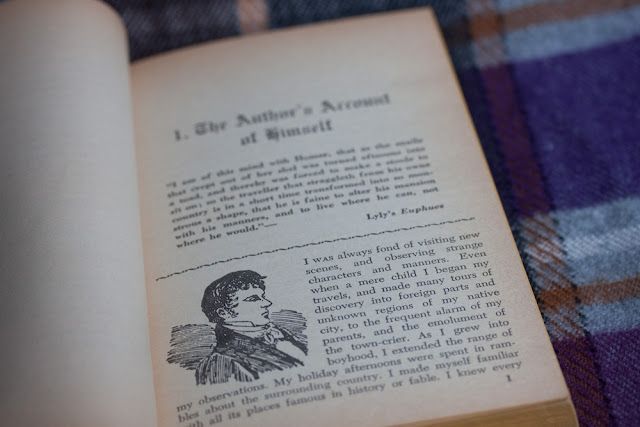 1. The Author's Account
of Himself
"I am of this mind with Homer, that as the snaile
that crept out of her shel was turned eftsoons into
a toad, and therebv was forced to make a stoole to
sit on; so the traveller that straggleth from his owne
country is in a short time transformed into so mon-
strous a shape, that he is faine to alter his mansion
with his manners, and to live where he can, not
where he would."—
Lyly's Euphues
I WAS always fond of visiting new
scenes, and observing strange
characters and manners. Even
when a mere child I began my
travels, and made many tours of
discovery into foreign parts and
unknown regions of my native
city, to the frequent alarm of my
parents, and the emolument of
the town-crier. As I grew into
boyhood, I extended the range of
my observations. My holiday afternoons were spent in ram-
bles about the surrounding country. I made myself familiar
with all its places famous in history or fable. I knew every
1